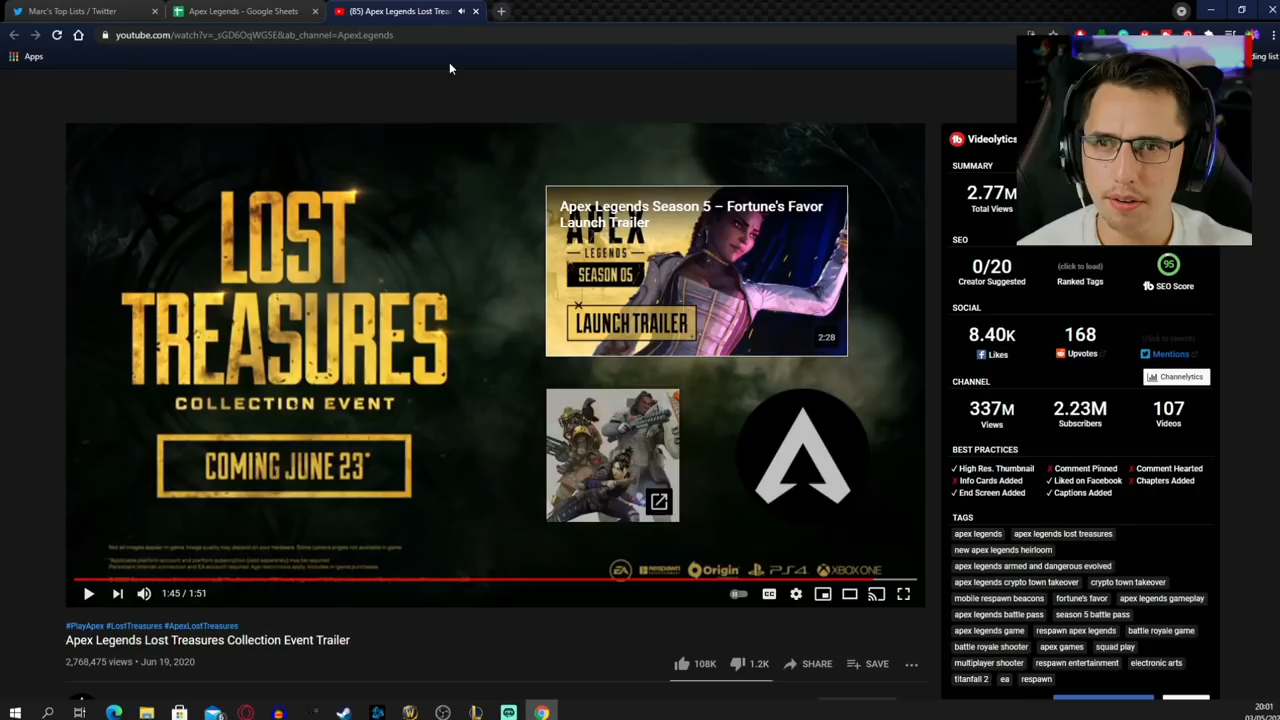 Marc's Top Lists / Twitter
Apex Legends - Google Sheets
(85) Apex Legends Lost Trea
youtube.com/watch?v=_sGD6OqWG5E&ab_channel=ApexLegends
Apps
ding list
LOST
TREASURES
COLLECTION EVENT
COMING JUNE 23*
Apex Legends Season 5 – Fortune's Favor
Launch Trailer
APEX
LEGENDS
SEASON 05
LAUNCH TRAILER
2:28
EA
Respawn
Origin
PS4
XBOX ONE
1:45 / 1:51
CC
#PlayApex #LostTreasures #ApexLostTreasures
Apex Legends Lost Treasures Collection Event Trailer
2,768,475 views • Jun 19, 2020
108K
1.2K
SHARE
SAVE
Videolytics
SUMMARY
2.77M
Total Views
SEO
0/20
Creator Suggested
(click to load)
Ranked Tags
95
SEO Score
SOCIAL
8.40K
Likes
168
Upvotes
Mentions
Channelytics
CHANNEL
337M
Views
2.23M
Subscribers
107
Videos
BEST PRACTICES
High Res. Thumbnail
Comment Pinned
Comment Hearted
Info Cards Added
Liked on Facebook
Chapters Added
End Screen Added
Captions Added
TAGS
apex legends
apex legends lost treasures
new apex legends heirloom
apex legends armed and dangerous evolved
apex legends crypto town takeover
crypto town takeover
mobile respawn beacons
fortune's favor
apex legends gameplay
apex legends battle pass
season 5 battle pass
apex legends game
respawn apex legends
battle royale game
battle royale shooter
apex games
squad play
multiplayer shooter
respawn entertainment
electronic arts
titanfall 2
ea
respawn
20:01